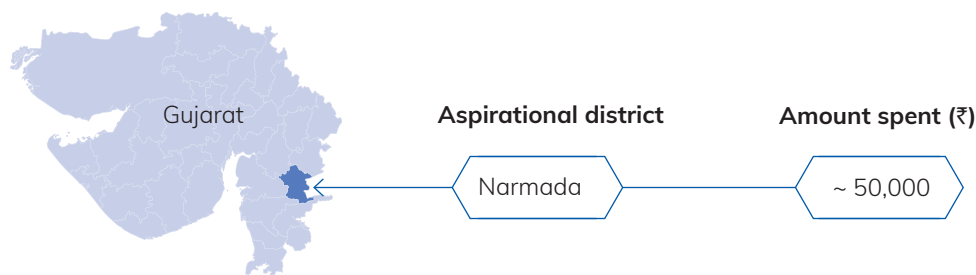 Gujarat
Aspirational district
Amount spent (₹)
Narmada
~ 50,000